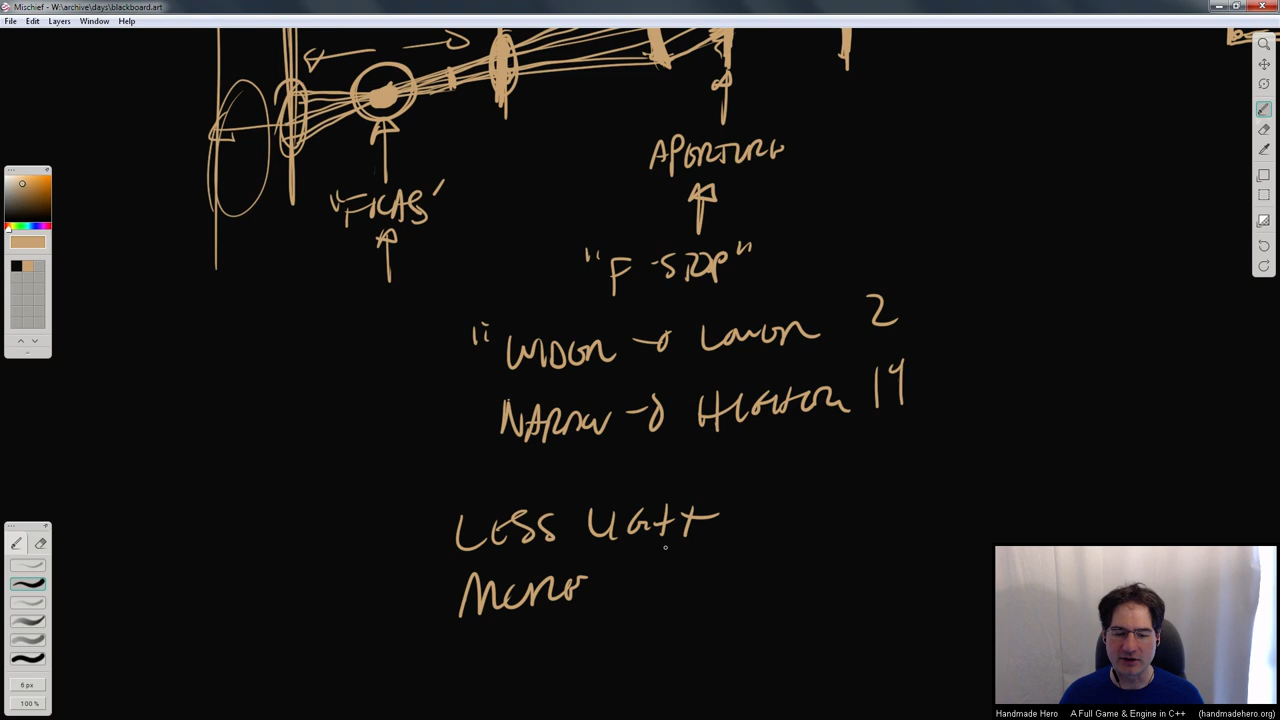 Mischief - W:\archive\days\blackboard.art
File Edit Layers Window Help
APERTURE
"FOCAS"
"F-STOP"
"WIDER → LOWER 2
NARROW → HIGHER 14
LESS LIGHT
MORE
6 px
100 %
Handmade Hero A Full Game & Engine in C++ (handmadehero.org)